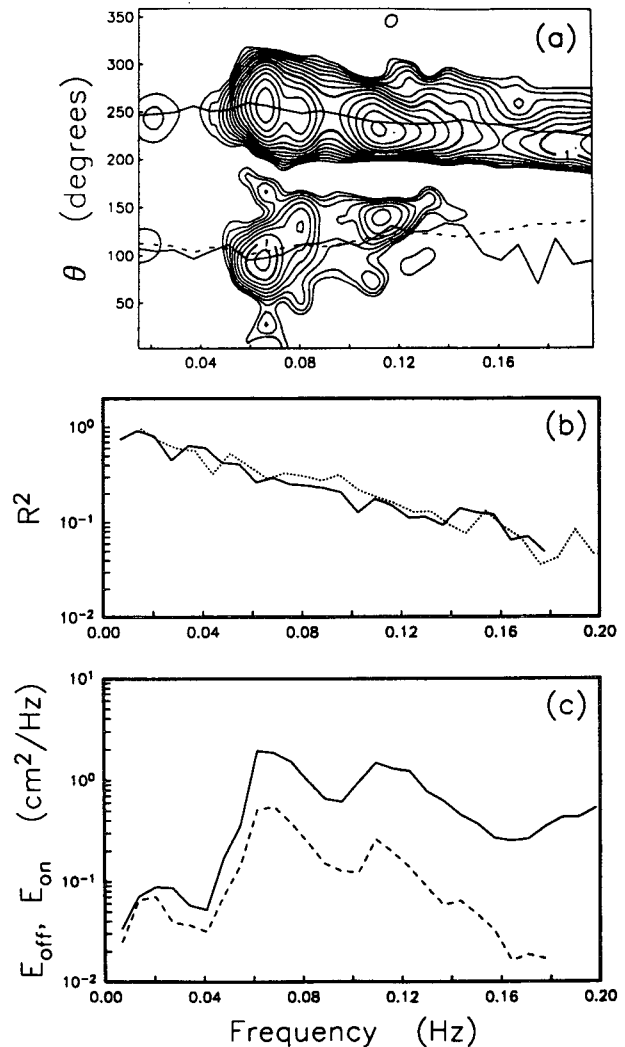 (a)
350
300
250
200
150
100
50
θ (degrees)
0.04 0.08 0.12 0.16
(b)
10⁰
10⁻¹
10⁻²
R²
0.00 0.04 0.08 0.12 0.16 0.20
(c)
10¹
10⁰
10⁻¹
10⁻²
E_off, E_on (cm²/Hz)
0.00 0.04 0.08 0.12 0.16 0.20
Frequency (Hz)